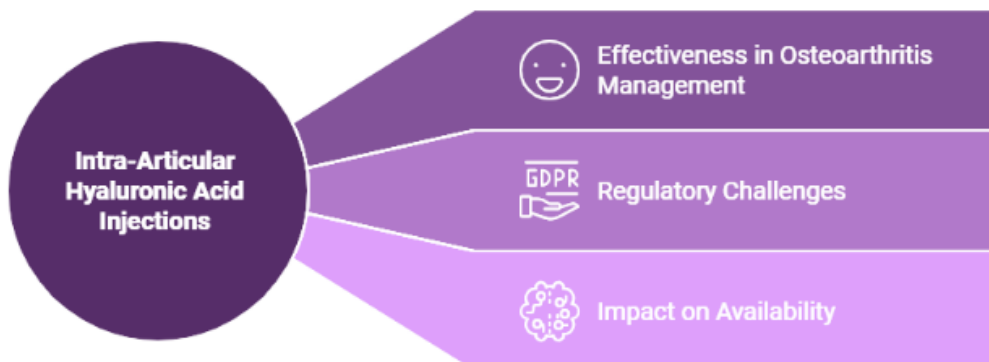 Intra-Articular
Hyaluronic Acid
Injections
Effectiveness in Osteoarthritis
Management
GDPR
Regulatory Challenges
Impact on Availability